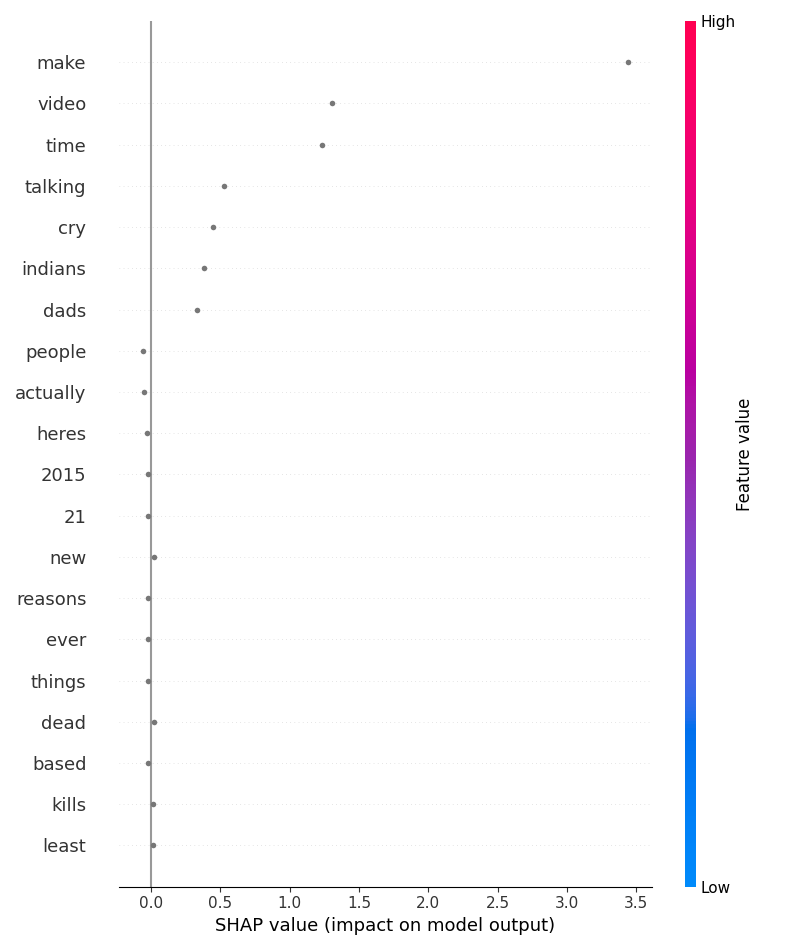 High
make
video
time
talking
cry
indians
dads
people
actually
heres
2015
21
new
reasons
ever
things
dead
based
kills
least
Feature value
Low
0.0 0.5 1.0 1.5 2.0 2.5 3.0 3.5
SHAP value (impact on model output)